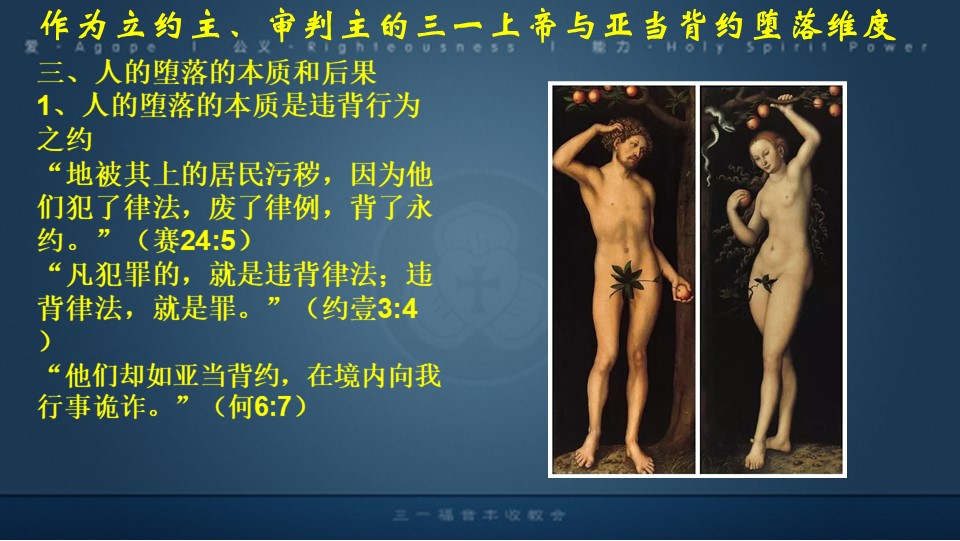 作为立约主、审判主的三一上帝与亚当背约堕落维度
爱 - Agape | 公义 - Righteousness | 能力 - Holy Spirit Power
三、人的堕落的本质和后果
1、人的堕落的本质是违背行为
之约
“地被其上的居民污秽，因为他
们犯了律法，废了律例，背了永
约。”（赛24:5）
“凡犯罪的，就是违背律法；违
背律法，就是罪。”（约壹3:4
）
“他们却如亚当背约，在境内向我
行事诡诈。”（何6:7）
三一福音丰收教会